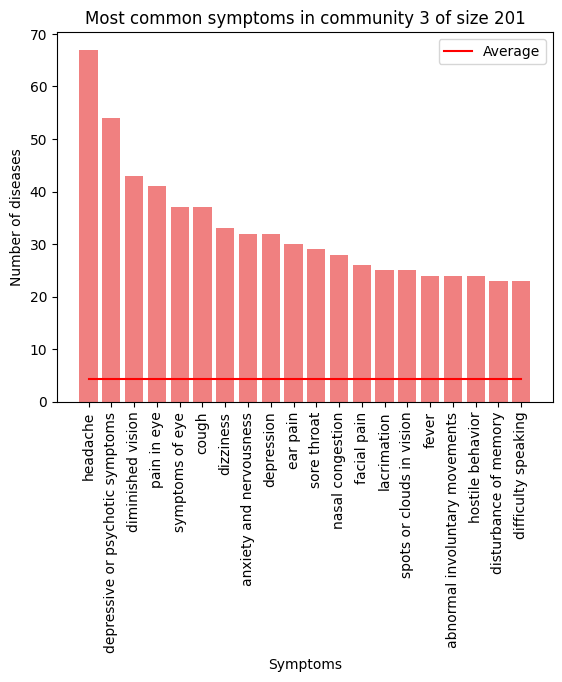 Most common symptoms in community 3 of size 201
Average
Number of diseases
70
60
50
40
30
20
10
0
headache
depressive or psychotic symptoms
diminished vision
pain in eye
symptoms of eye
cough
dizziness
anxiety and nervousness
depression
ear pain
sore throat
nasal congestion
facial pain
lacrimation
spots or clouds in vision
fever
abnormal involuntary movements
hostile behavior
disturbance of memory
difficulty speaking
Symptoms